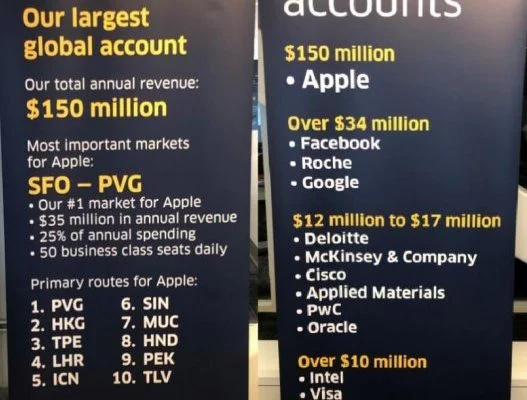 Our largest
global account
Our total annual revenue:
$150 million
Most important markets
for Apple:
SFO – PVG
• Our #1 market for Apple
• $35 million in annual revenue
• 25% of annual spending
• 50 business class seats daily
Primary routes for Apple:
1. PVG 6. SIN
2. HKG 7. MUC
3. TPE 8. HND
4. LHR 9. PEK
5. ICN 10. TLV
accounts
$150 million
• Apple
Over $34 million
• Facebook
• Roche
• Google
$12 million to $17 million
• Deloitte
• McKinsey & Company
• Cisco
• Applied Materials
• PwC
• Oracle
Over $10 million
• Intel
• Visa